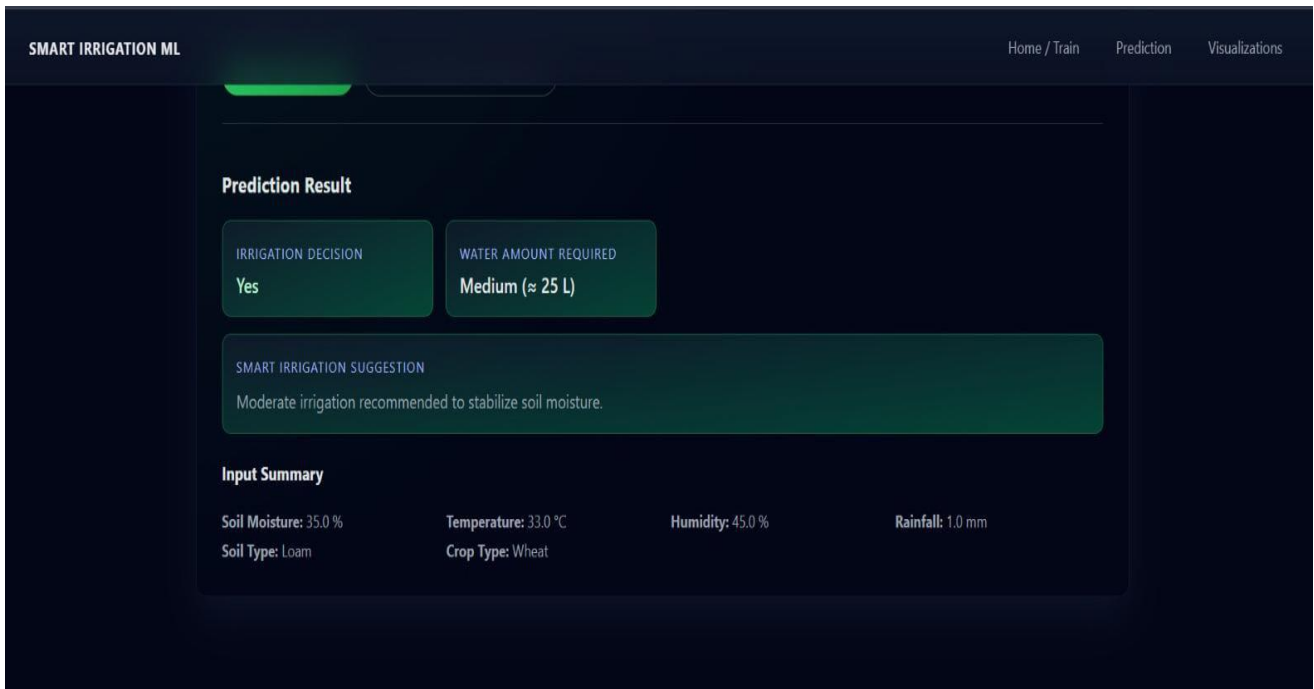 SMART IRRIGATION ML Home / Train Prediction Visualizations
Prediction Result
IRRIGATION DECISION WATER AMOUNT REQUIRED
Yes Medium (≈ 25 L)
SMART IRRIGATION SUGGESTION
Moderate irrigation recommended to stabilize soil moisture.
Input Summary
Soil Moisture: 35.0 % Temperature: 33.0 °C Humidity: 45.0 % Rainfall: 1.0 mm
Soil Type: Loam Crop Type: Wheat